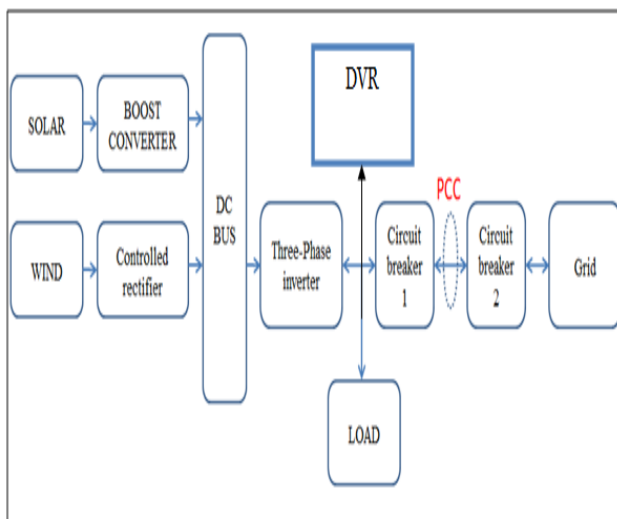 SOLAR
BOOST
CONVERTER
WIND
Controlled
rectifier
DC
BUS
Three-Phase
inverter
DVR
LOAD
Circuit
breaker
1
PCC
Circuit
breaker
2
Grid